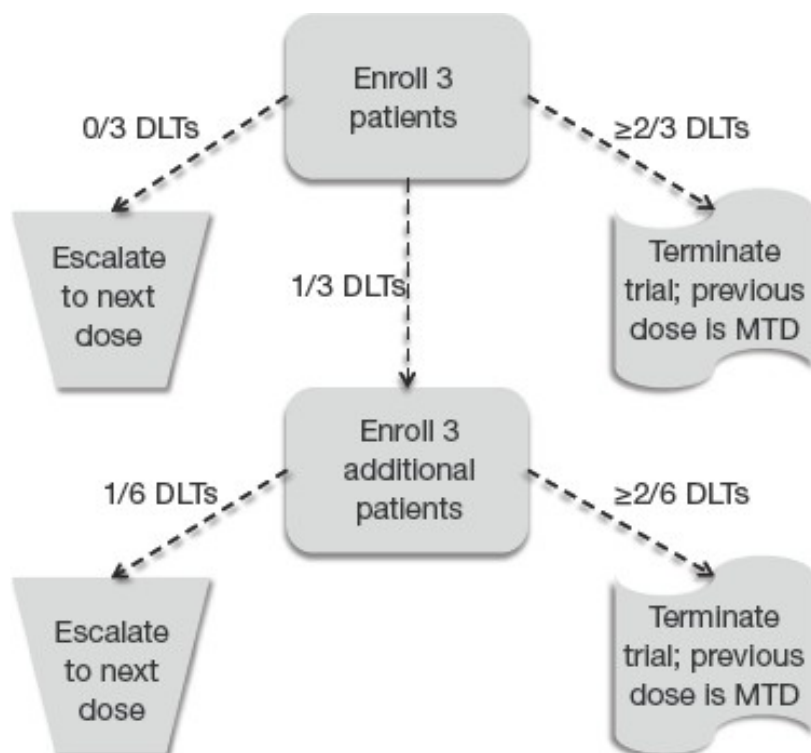 Enroll 3
patients
0/3 DLTs
≥2/3 DLTs
Escalate
to next
dose
1/3 DLTs
Terminate
trial; previous
dose is MTD
Enroll 3
additional
patients
1/6 DLTs
≥2/6 DLTs
Escalate
to next
dose
Terminate
trial; previous
dose is MTD